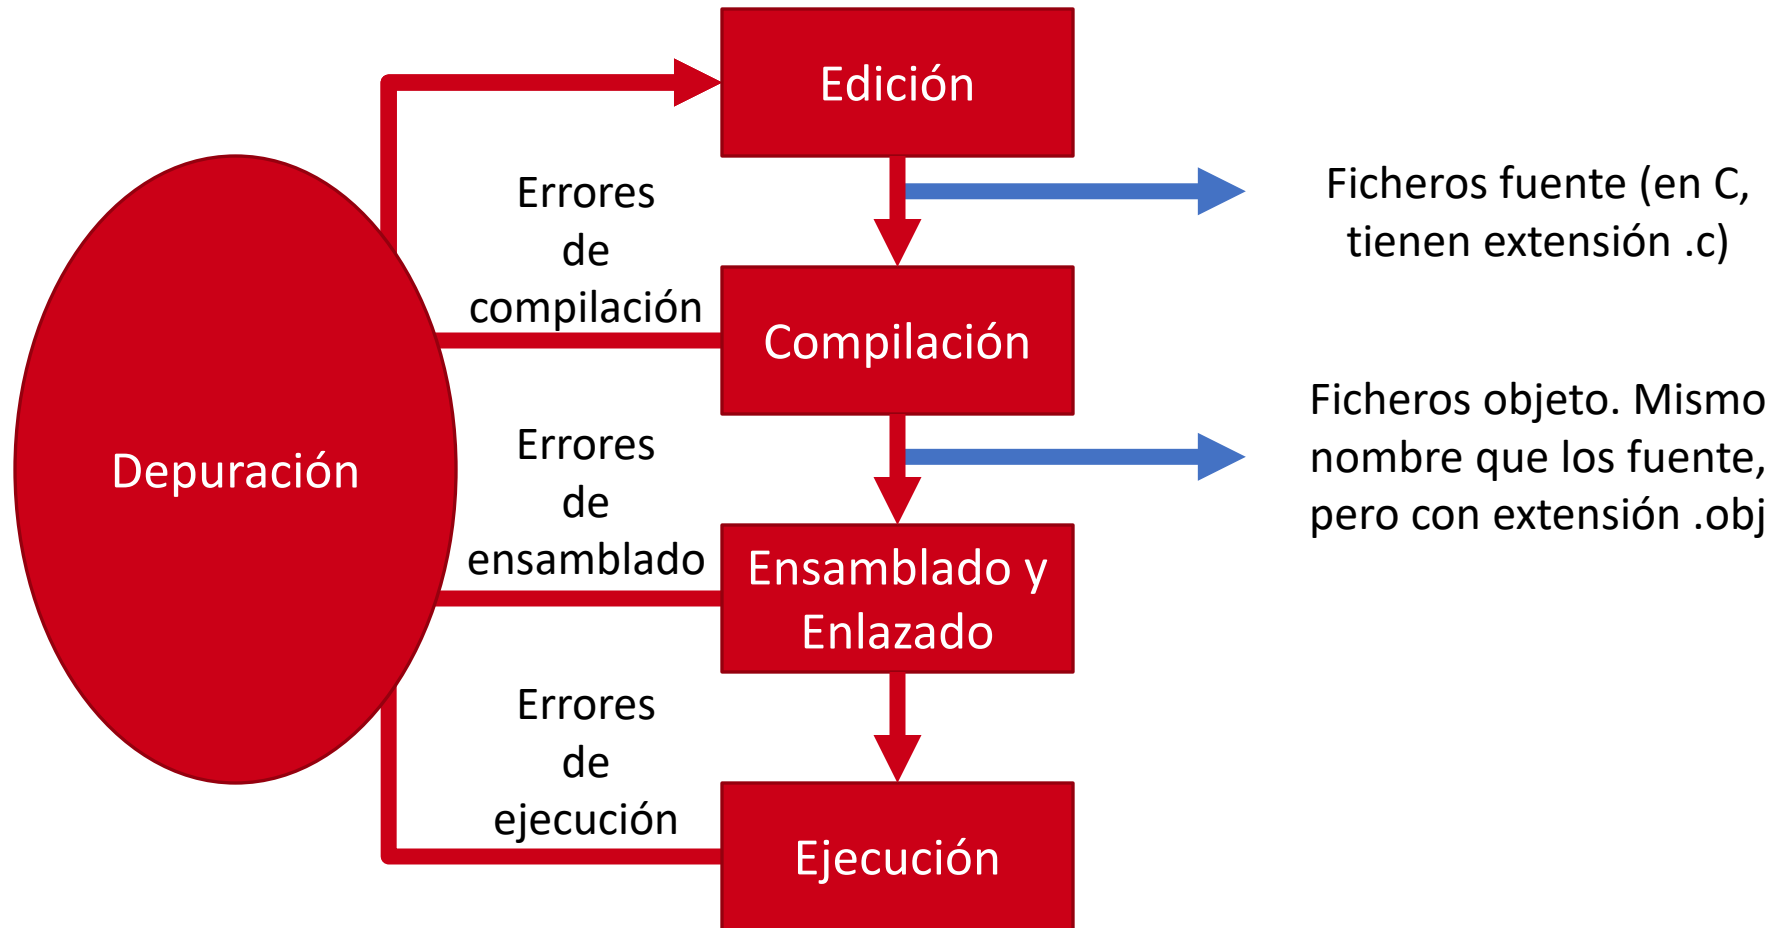 Edición
Errores
de
compilación
Ficheros fuente (en C,
tienen extensión .c)
Compilación
Depuración
Errores
de
ensamblado
Ficheros objeto. Mismo
nombre que los fuente,
pero con extensión .obj
Ensamblado y
Enlazado
Errores
de
ejecución
Ejecución